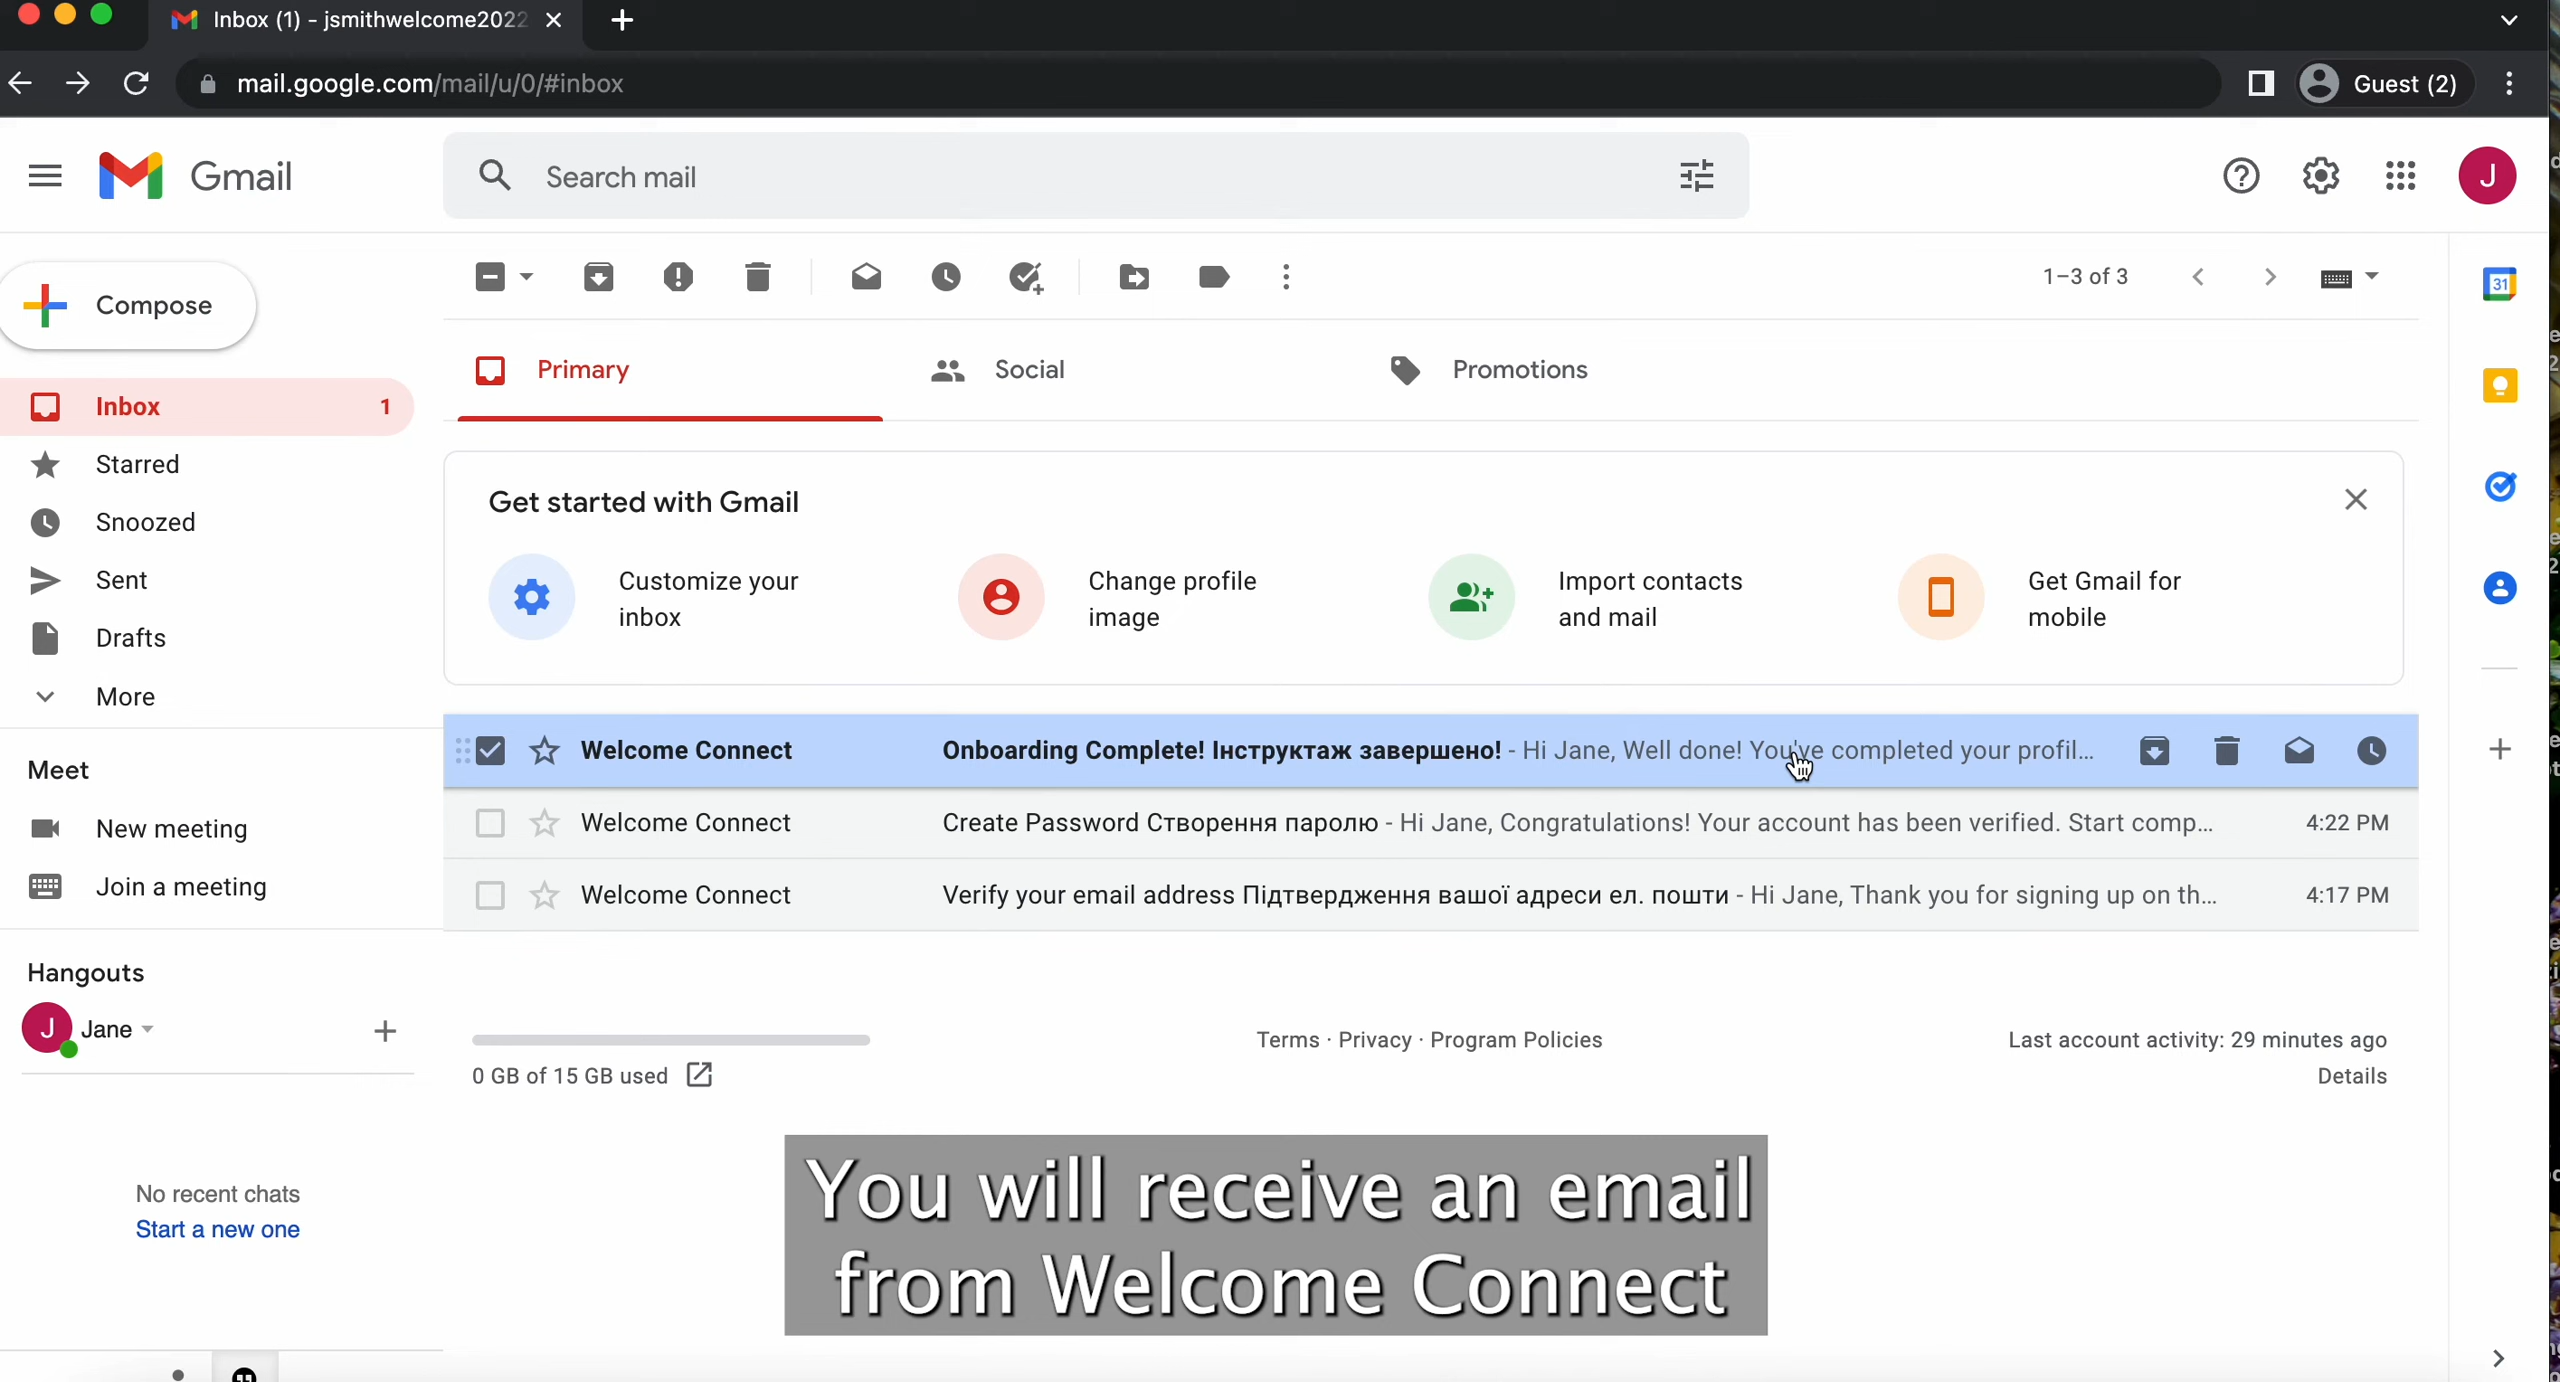 Inbox (1) - jsmithwelcome2022
mail.google.com/mail/u/0/#inbox
Guest (2)
Gmail
Search mail
J
Compose
1–3 of 3
31
Primary
Social
Promotions
Inbox 1
Starred
Snoozed
Sent
Drafts
More
Get started with Gmail
Customize your
inbox
Change profile
image
Import contacts
and mail
Get Gmail for
mobile
Welcome Connect Onboarding Complete! Інструктаж завершено! - Hi Jane, Well done! You've completed your profil...
Welcome Connect Create Password Створення паролю - Hi Jane, Congratulations! Your account has been verified. Start comp... 4:22 PM
Welcome Connect Verify your email address Підтвердження вашої адреси ел. пошти - Hi Jane, Thank you for signing up on th... 4:17 PM
Meet
New meeting
Join a meeting
Hangouts
J Jane
No recent chats
Start a new one
0 GB of 15 GB used
Terms · Privacy · Program Policies
Last account activity: 29 minutes ago
Details
You will receive an email
from Welcome Connect